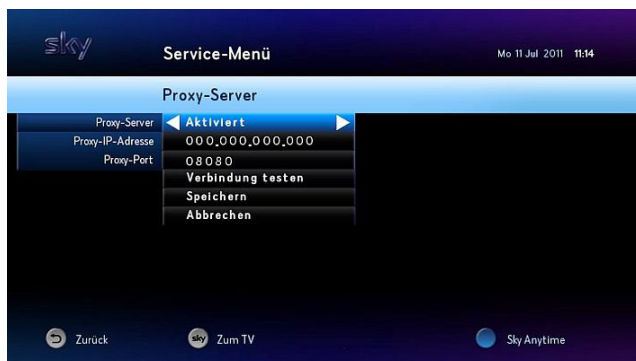 sky
Service-Menü
Mo 11 Jul 2011 11:14
Proxy-Server
Proxy-Server Aktiviert
Proxy-IP-Adresse 000.000.000.000
Proxy-Port 08080
Verbindung testen
Speichern
Abbrechen
Zurück
sky Zum TV
Sky Anytime